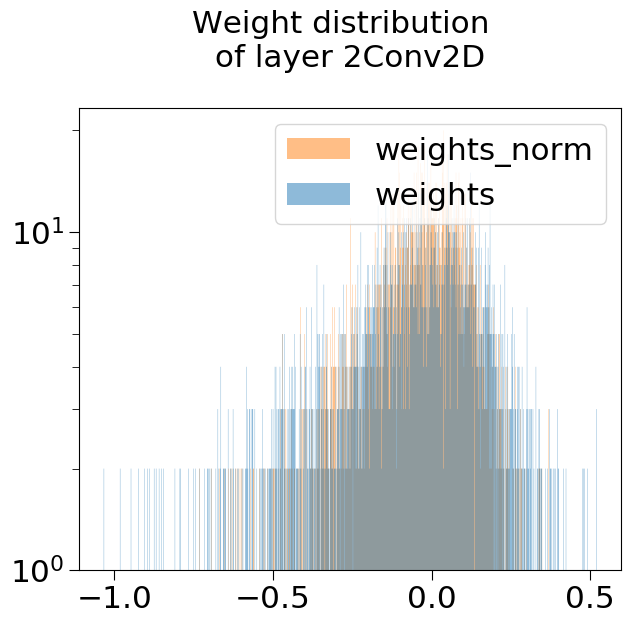 Weight distribution
of layer 2Conv2D
weights_norm
weights
10¹
10⁰
−1.0 −0.5 0.0 0.5